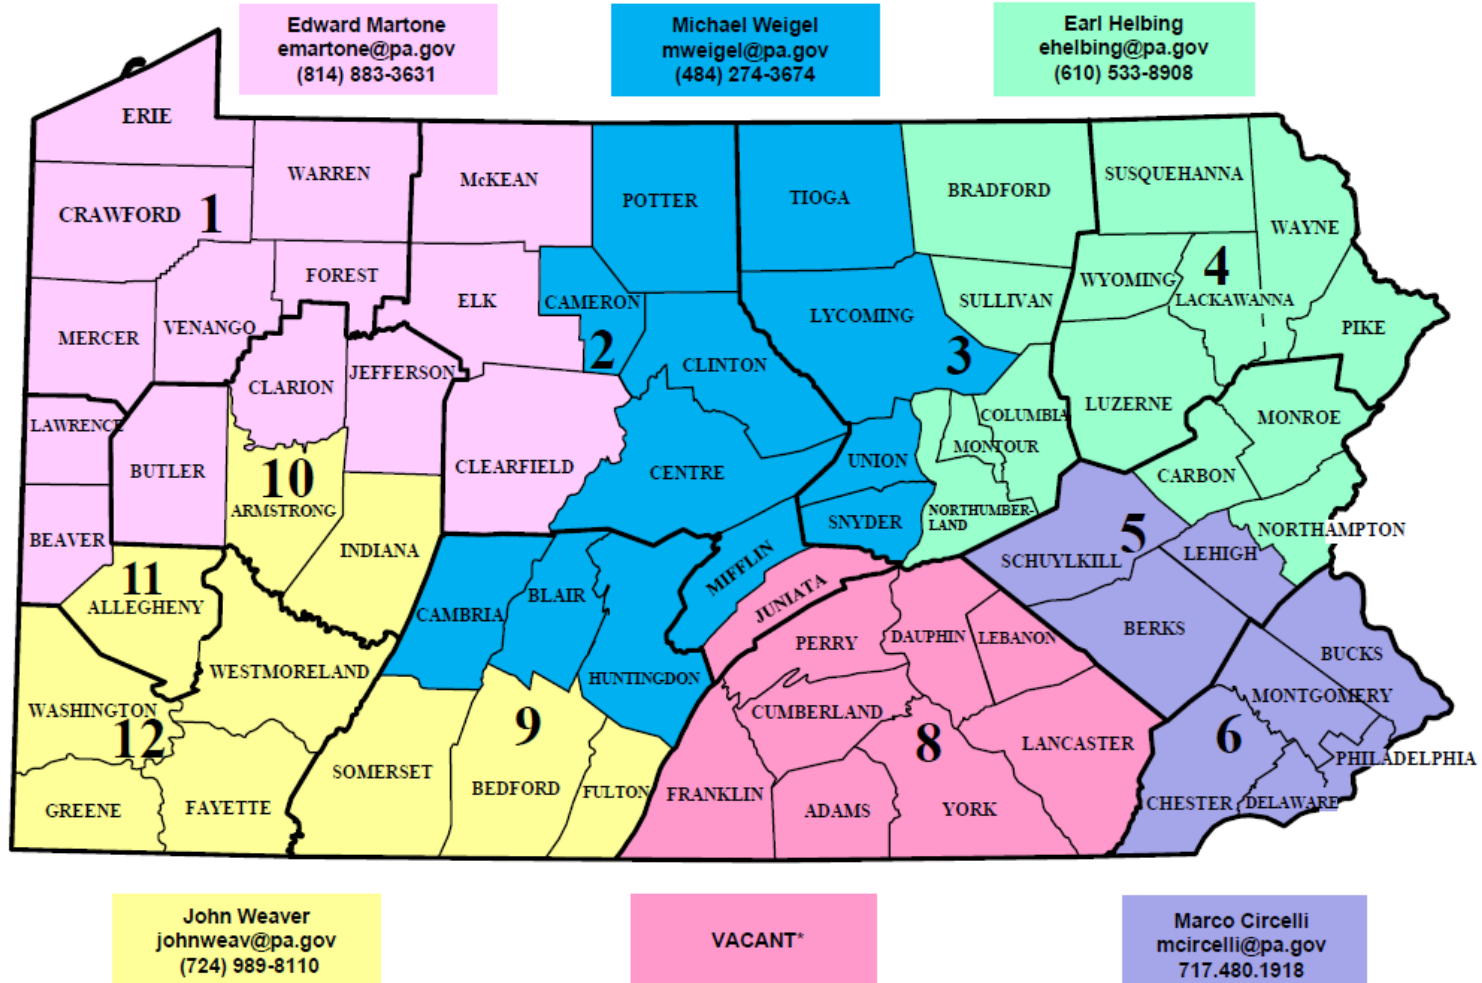 Edward Martone
emartone@pa.gov
(814) 883-3631
Michael Weigel
mweigel@pa.gov
(484) 274-3674
Earl Helbing
ehelbing@pa.gov
(610) 533-8908
ERIE
WARREN
McKEAN
POTTER
TIOGA
BRADFORD
SUSQUEHANNA
WAYNE
CRAWFORD
1
FOREST
ELK
CAMERON
SULLIVAN
WYOMING
4
LACKAWANNA
PIKE
MERCER
VENANGO
2
CLINTON
LYCOMING
3
CLARION
JEFFERSON
COLUMBIA
LUZERNE
MONROE
LAWRENCE
BUTLER
CLEARFIELD
CENTRE
UNION
MONTOUR
CARBON
10
ARMSTRONG
SNYDER
NORTHUMBER-
LAND
NORTHAMPTON
BEAVER
INDIANA
MIFFLIN
SCHUYLKILL
5
LEHIGH
11
ALLEGHENY
CAMBRIA
BLAIR
JUNIATA
PERRY
DAUPHIN
LEBANON
BERKS
BUCKS
WESTMORELAND
HUNTINGDON
WASHINGTON
12
CUMBERLAND
MONTGOMERY
9
8
LANCASTER
6
PHILADELPHIA
SOMERSET
BEDFORD
FULTON
FRANKLIN
ADAMS
YORK
CHESTER
DELAWARE
GREENE
FAYETTE
John Weaver
johnweav@pa.gov
(724) 989-8110
VACANT*
Marco Circelli
mcircelli@pa.gov
717.480.1918